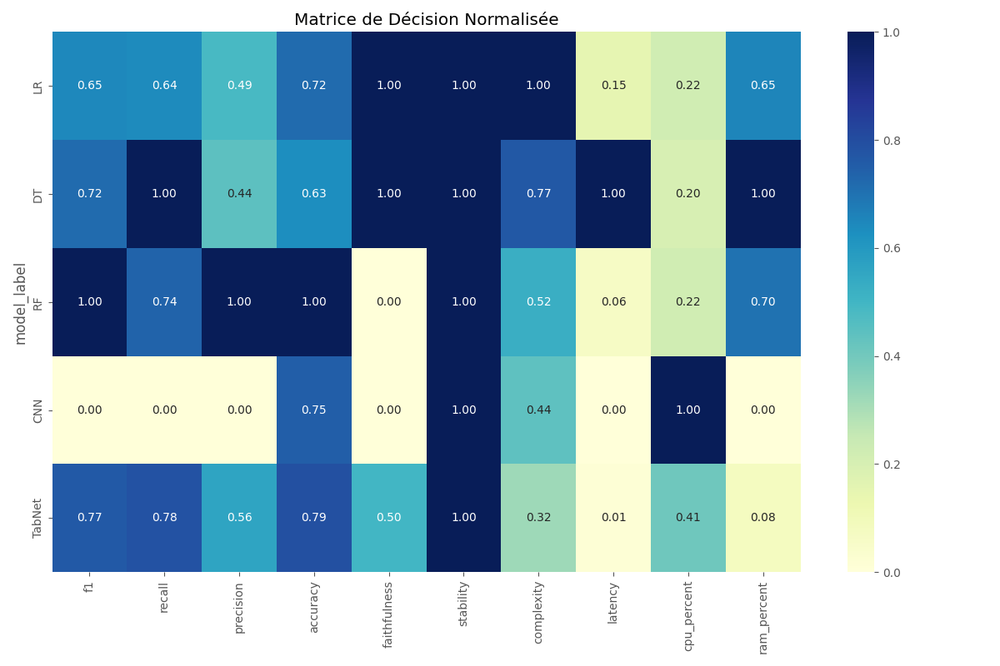 Matrice de Décision Normalisée
model_label
LR 0.65 0.64 0.49 0.72 1.00 1.00 1.00 0.15 0.22 0.65
DT 0.72 1.00 0.44 0.63 1.00 1.00 0.77 1.00 0.20 1.00
RF 1.00 0.74 1.00 1.00 0.00 1.00 0.52 0.06 0.22 0.70
CNN 0.00 0.00 0.00 0.75 0.00 1.00 0.44 0.00 1.00 0.00
TabNet 0.77 0.78 0.56 0.79 0.50 1.00 0.32 0.01 0.41 0.08
f1 recall precision accuracy faithfulness stability complexity latency cpu_percent ram_percent
1.0
0.8
0.6
0.4
0.2
0.0